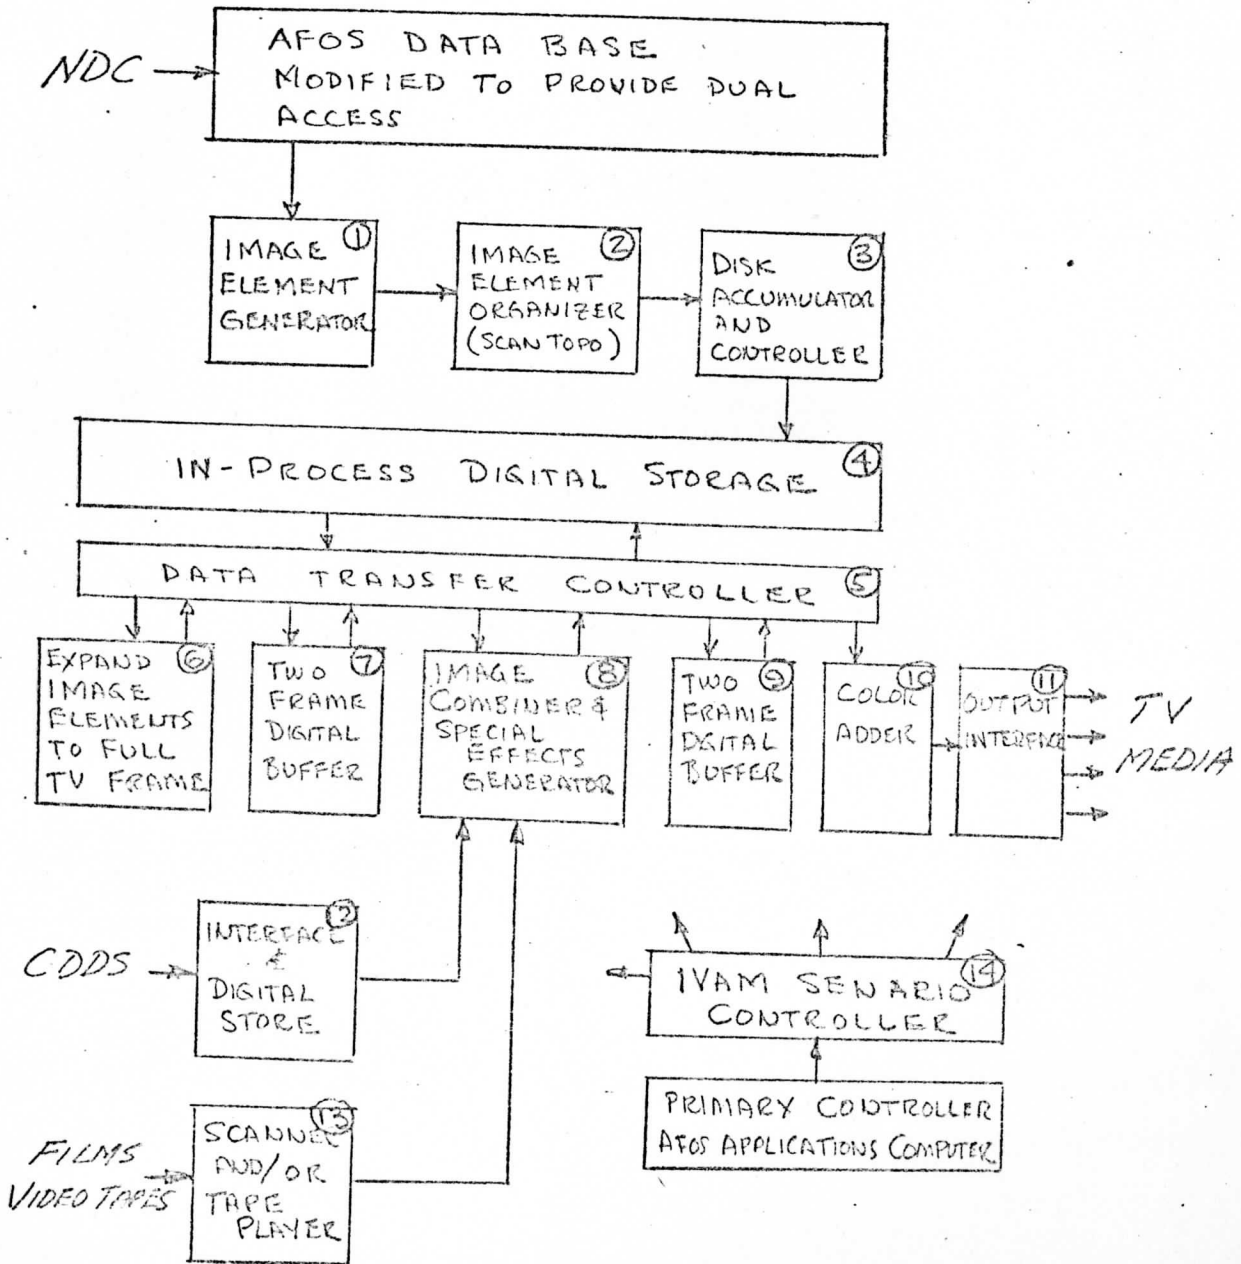 NDC
AFOS DATA BASE
MODIFIED TO PROVIDE DUAL
ACCESS
1
IMAGE
ELEMENT
GENERATOR
2
IMAGE
ELEMENT
ORGANIZER
(SCAN TOPO)
3
DISK
ACCUMULATOR
AND
CONTROLLER
IN-PROCESS DIGITAL STORAGE 4
DATA TRANSFER CONTROLLER 5
6
EXPAND
IMAGE
ELEMENTS
TO FULL
TV FRAME
7
TWO
FRAME
DIGITAL
BUFFER
8
IMAGE
COMBINER &
SPECIAL
EFFECTS
GENERATOR
9
TWO
FRAME
DGITAL
BUFFER
10
COLOR
ADDER
11
OUTPUT
INTERFACE
TV
MEDIA
CDDS
12
INTERFACE
&
DIGITAL
STORE
14
IVAM SENARIO
CONTROLLER
PRIMARY CONTROLLER
AFOS APPLICATIONS COMPUTER
FILMS
VIDEO TAPES
13
SCANNER
AND/OR
TAPE
PLAYER